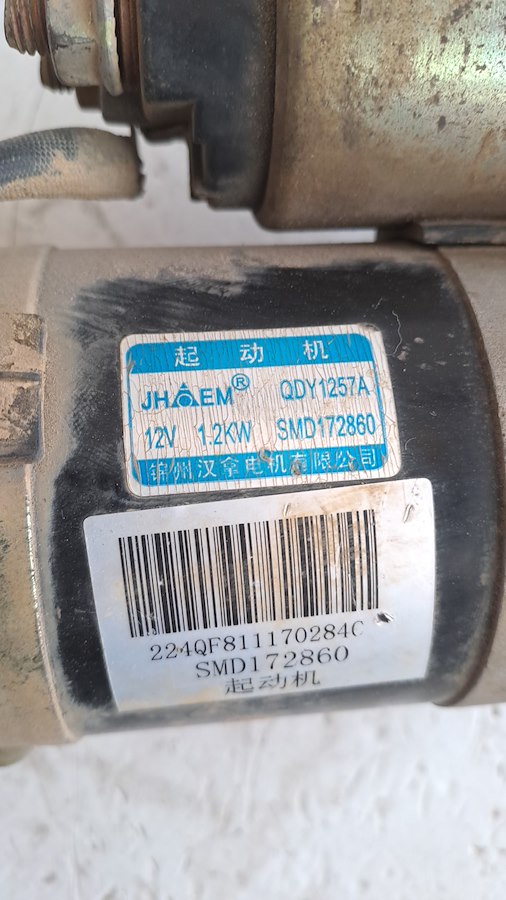 起动机
JHAEM® QDY1257A
12V 1.2KW SMD172860
锦州汉拿电机有限公司
224QF811170284C
SMD172860
起动机